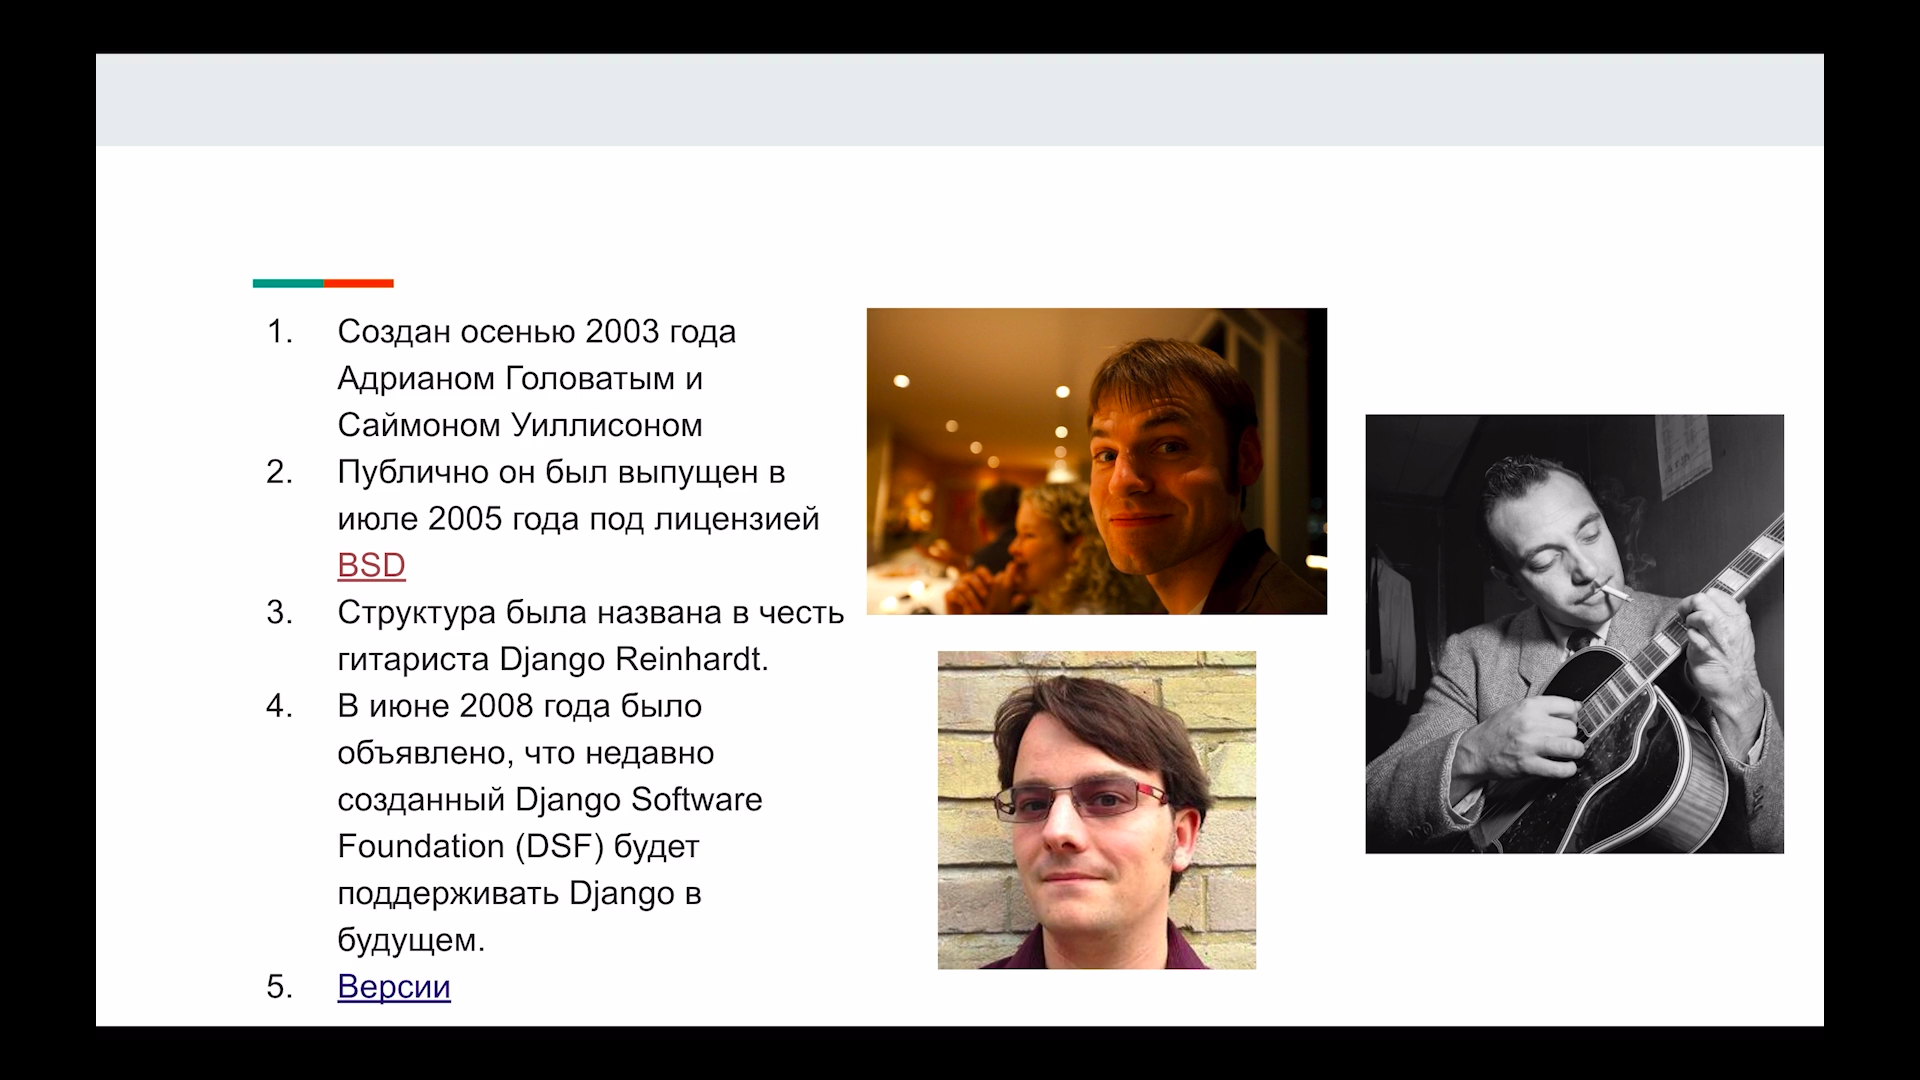 1. Создан осенью 2003 года
Адрианом Головатым и
Саймоном Уиллисоном
2. Публично он был выпущен в
июле 2005 года под лицензией
BSD
3. Структура была названа в честь
гитариста Django Reinhardt.
4. В июне 2008 года было
объявлено, что недавно
созданный Django Software
Foundation (DSF) будет
поддерживать Django в
будущем.
5. Версии